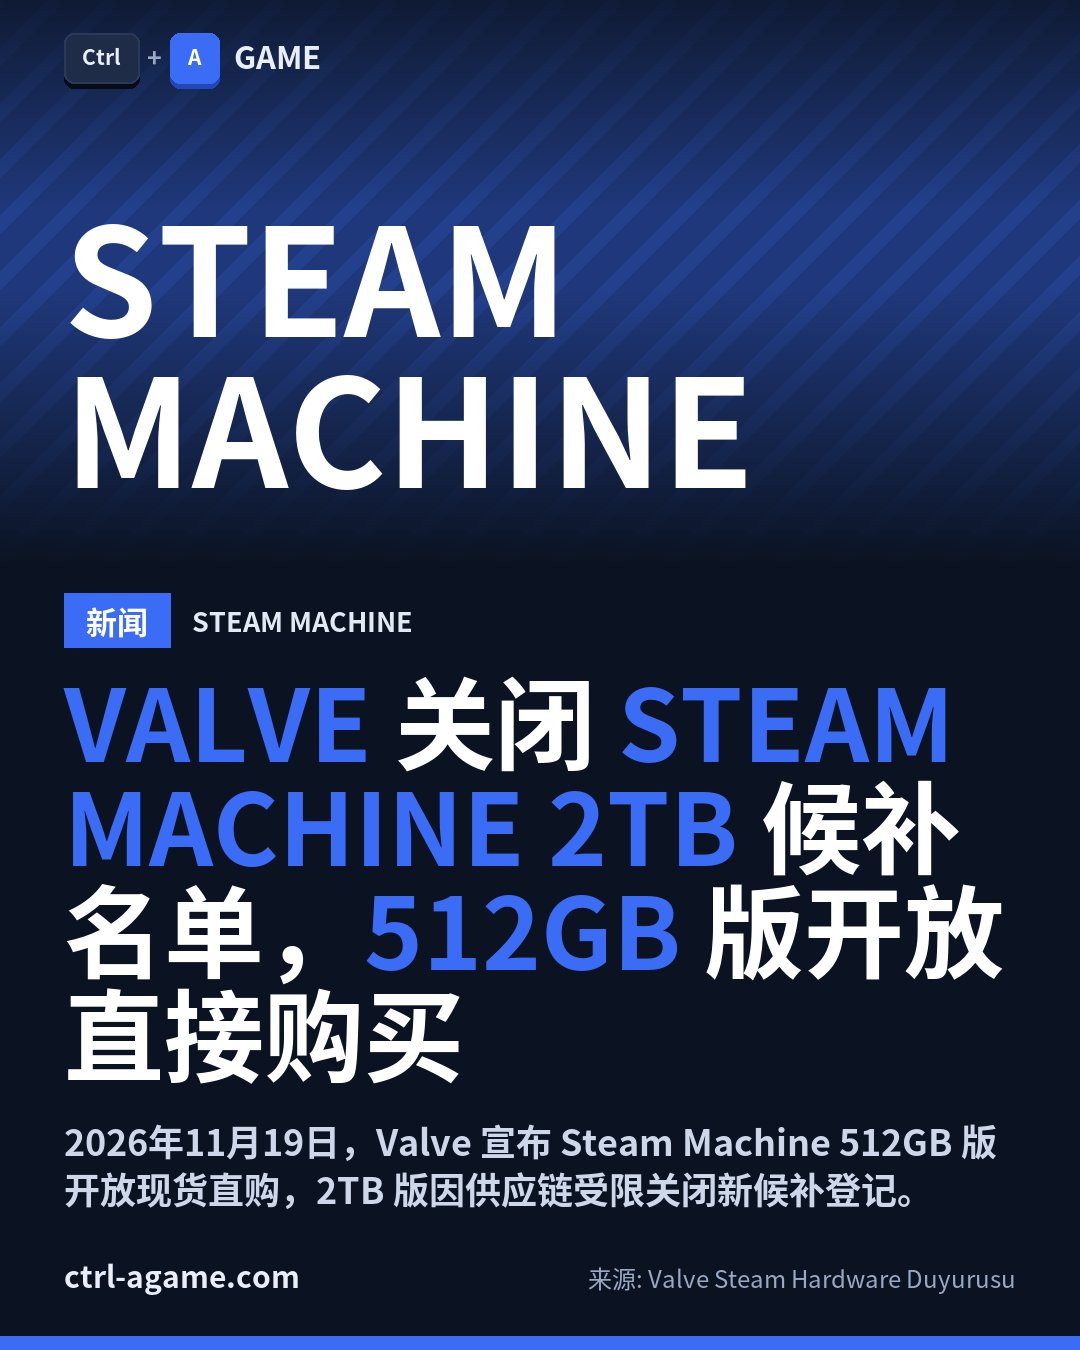 Ctrl + A GAME
STEAM
MACHINE
新闻 STEAM MACHINE
VALVE 关闭 STEAM
MACHINE 2TB 候补
名单，512GB 版开放
直接购买
2026年11月19日，Valve 宣布 Steam Machine 512GB 版
开放现货直购，2TB 版因供应链受限关闭新候补登记。
ctrl-agame.com
来源: Valve Steam Hardware Duyurusu